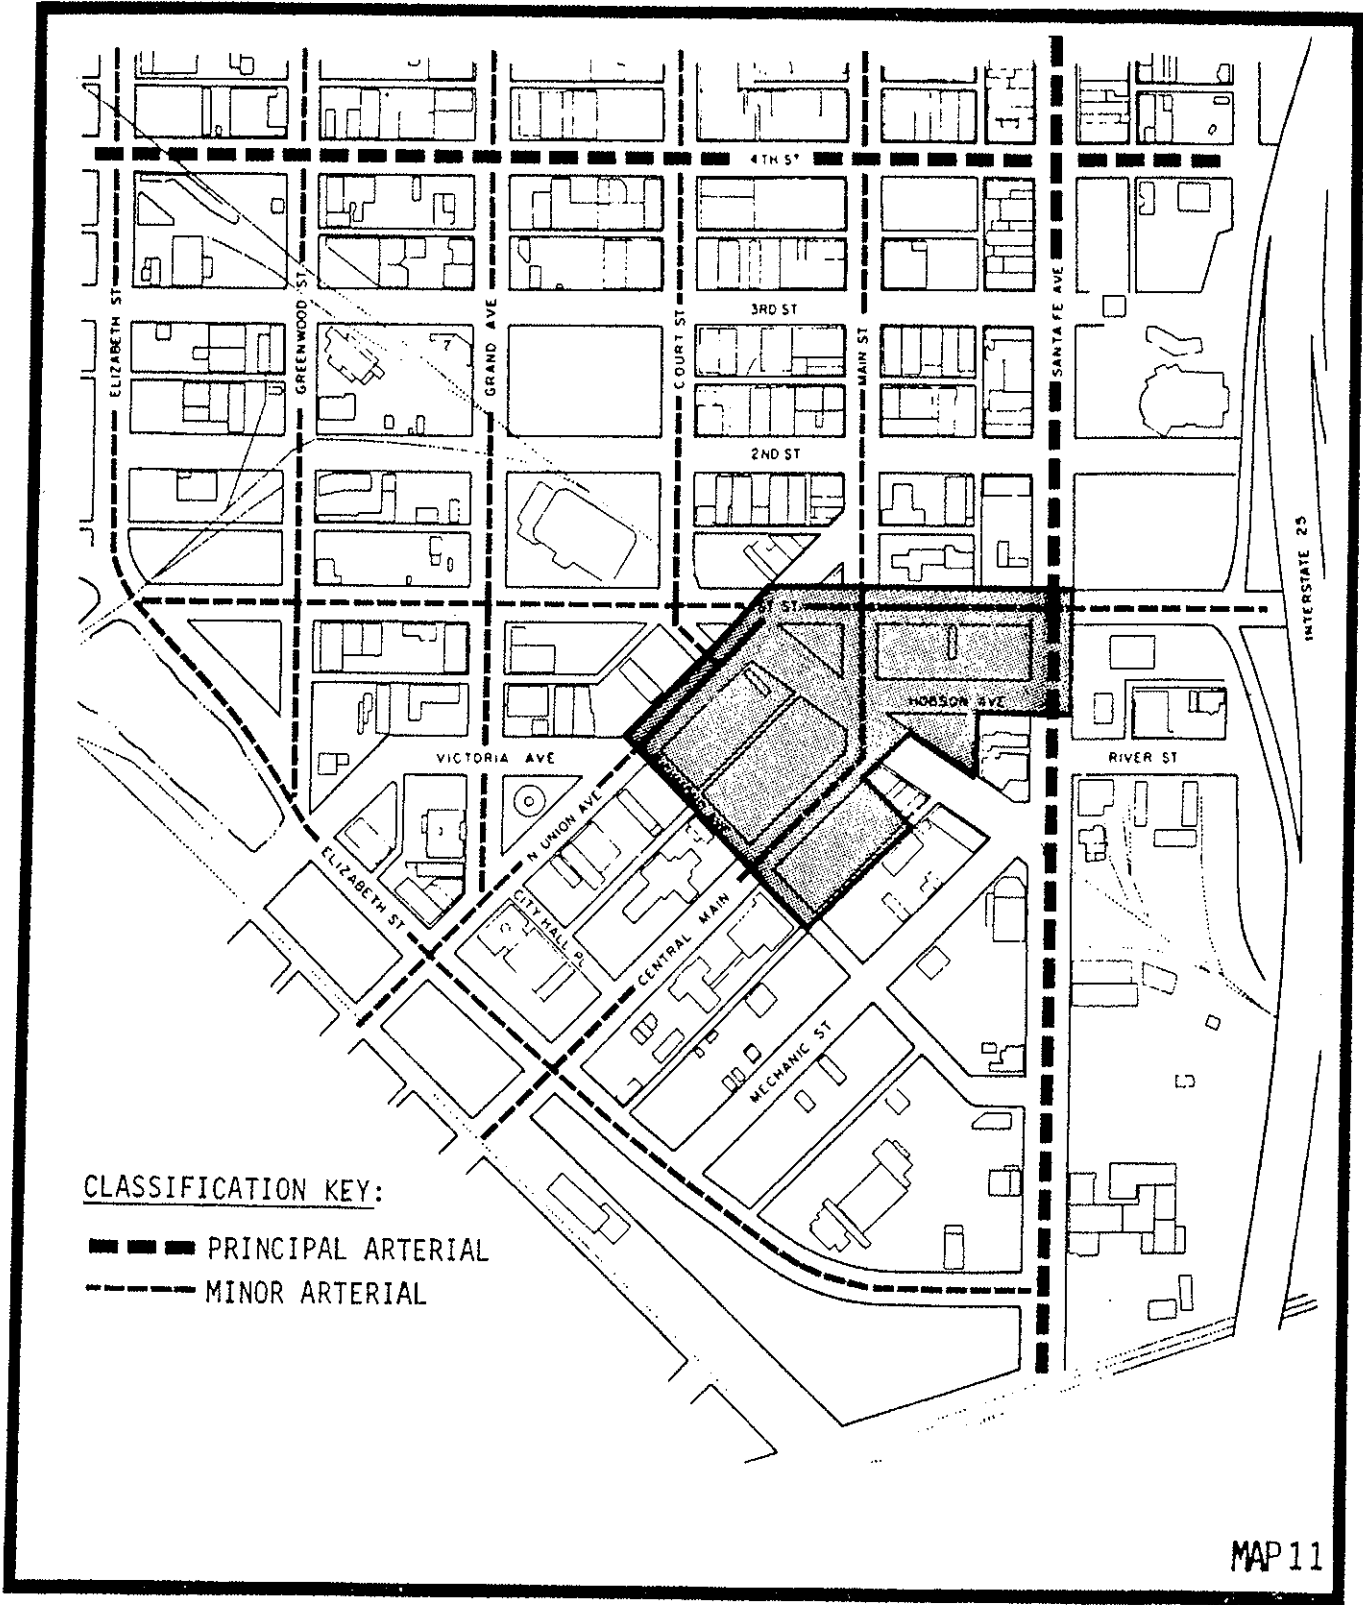 4TH ST
ELIZABETH ST
GREENWOOD ST
GRAND AVE
COURT ST
3RD ST
MAIN ST
SANTA FE AVE
2ND ST
INTERSTATE 25
ST
HOBSON AVE
VICTORIA AVE
RIVER ST
N UNION AVE
ELIZABETH ST
CITY HALL PL
CENTRAL MAIN
MECHANIC ST
CLASSIFICATION KEY:
PRINCIPAL ARTERIAL
MINOR ARTERIAL
MAP 11